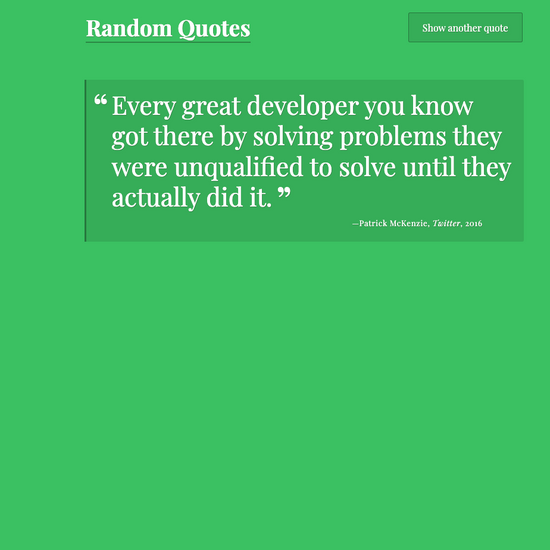 Random Quotes
Show another quote
“ Every great developer you know
got there by solving problems they
were unqualified to solve until they
actually did it. ”
—Patrick McKenzie, Twitter, 2016